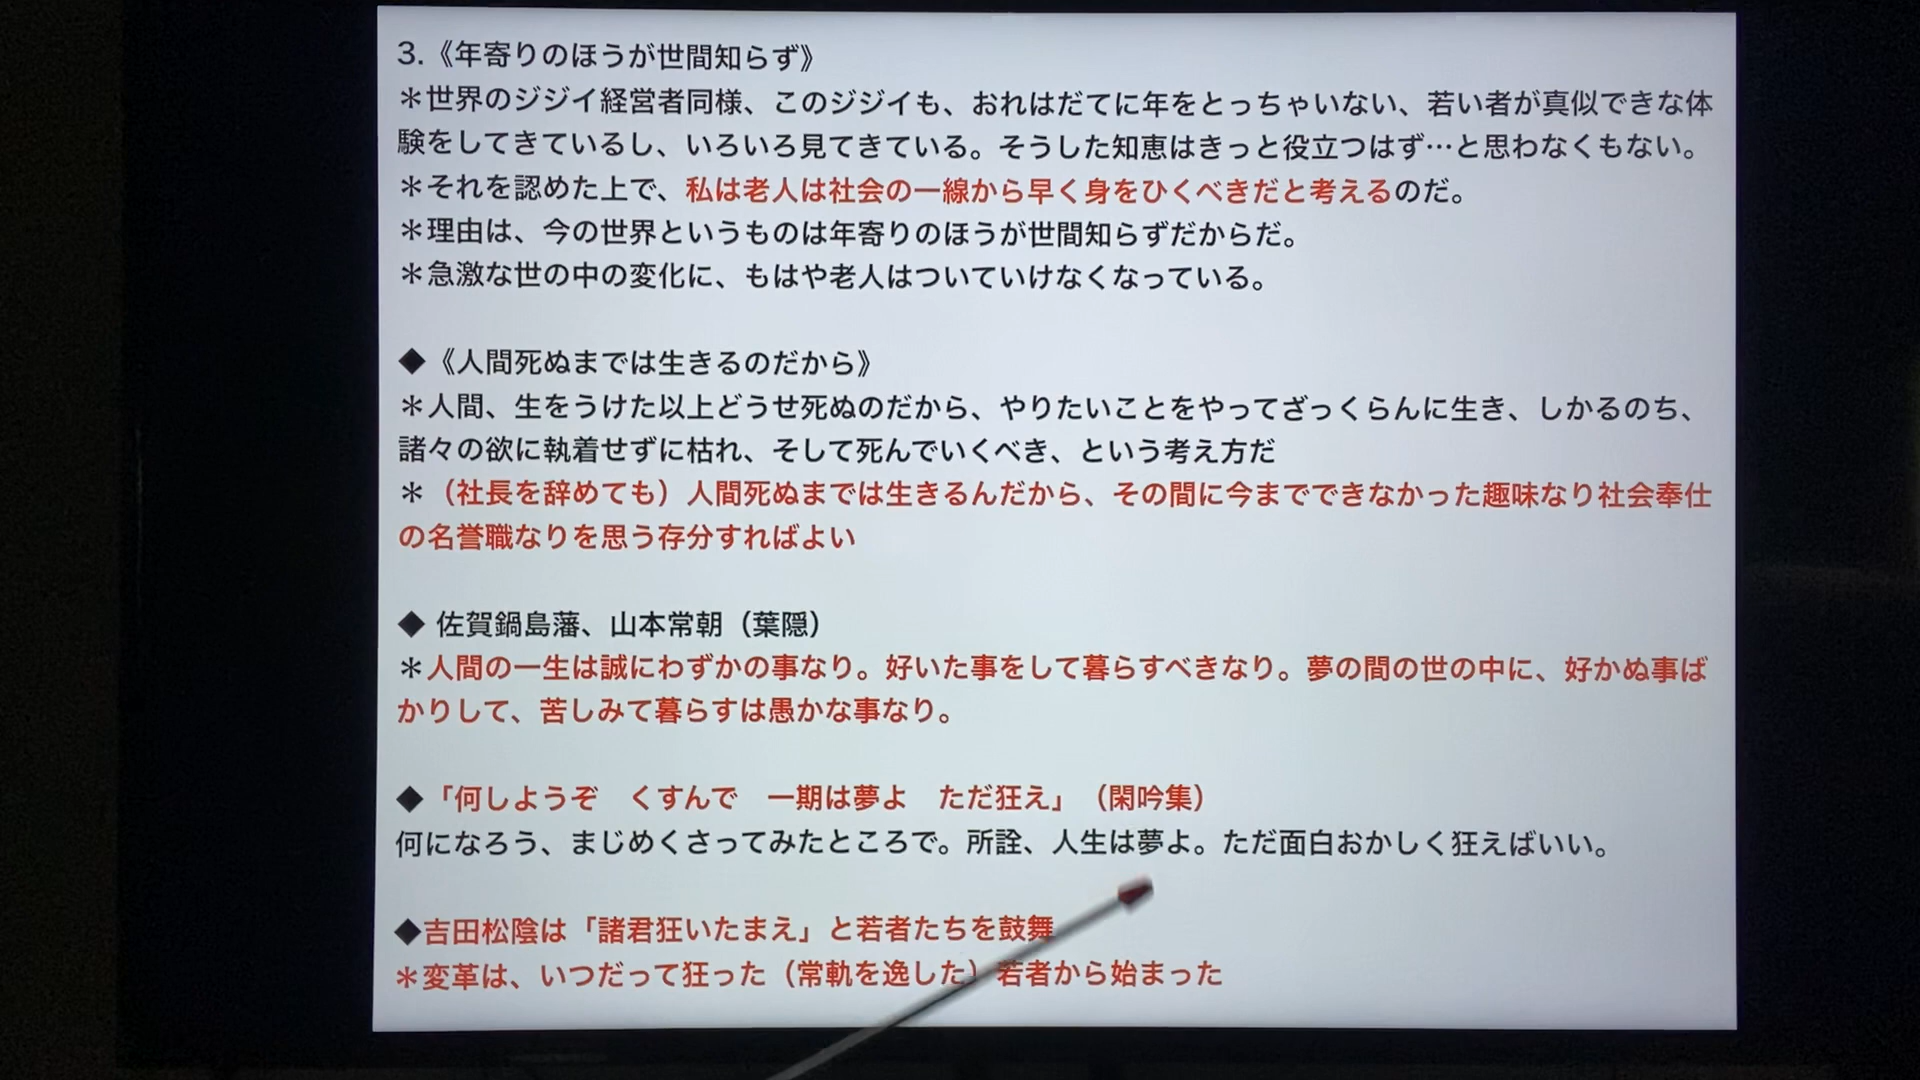 3.《年寄りのほうが世間知らず》
＊世界のジジイ経営者同様、このジジイも、おれはだてに年をとっちゃいない、若い者が真似できな体
験をしてきているし、いろいろ見てきている。そうした知恵はきっと役立つはず…と思わなくもない。
＊それを認めた上で、私は老人は社会の一線から早く身をひくべきだと考えるのだ。
＊理由は、今の世界というものは年寄りのほうが世間知らずだからだ。
＊急激な世の中の変化に、もはや老人はついていけなくなっている。
◆《人間死ぬまでは生きるのだから》
＊人間、生をうけた以上どうせ死ぬのだから、やりたいことをやってざっくらんに生き、しかるのち、
諸々の欲に執着せずに枯れ、そして死んでいくべき、という考え方だ
＊（社長を辞めても）人間死ぬまでは生きるんだから、その間に今までできなかった趣味なり社会奉仕
の名誉職なりを思う存分すればよい
◆ 佐賀鍋島藩、山本常朝（葉隠）
＊人間の一生は誠にわずかの事なり。好いた事をして暮らすべきなり。夢の間の世の中に、好かぬ事ば
かりして、苦しみて暮らすは愚かな事なり。
◆「何しようぞ　くすんで　一期は夢よ　ただ狂え」（閑吟集）
何になろう、まじめくさってみたところで。所詮、人生は夢よ。ただ面白おかしく狂えばいい。
◆吉田松陰は「諸君狂いたまえ」と若者たちを鼓舞
＊変革は、いつだって狂った（常軌を逸した）若者から始まった